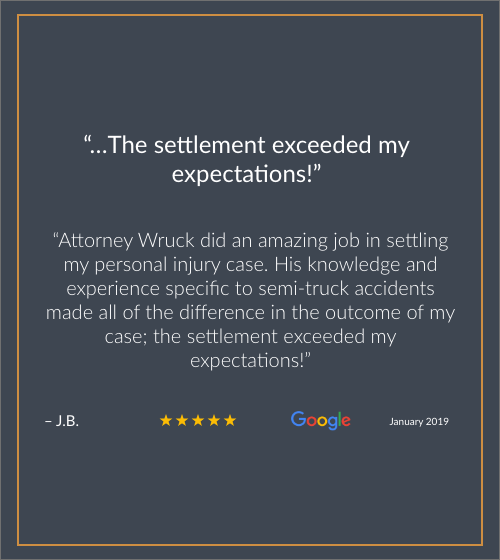 “...The settlement exceeded my
expectations!”
“Attorney Wruck did an amazing job in settling
my personal injury case. His knowledge and
experience specific to semi-truck accidents
made all of the difference in the outcome of my
case; the settlement exceeded my
expectations!”
– J.B. ★★★★★ Google January 2019